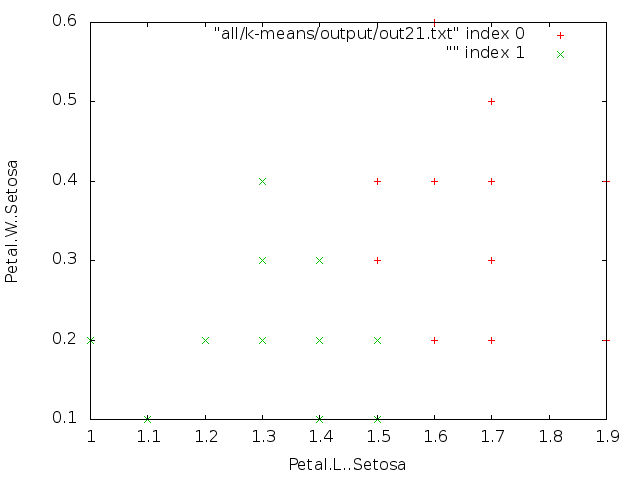 0.6
"all/k-means/output/out21.txt" index 0
"" index 1
0.5
0.4
0.3
0.2
0.1
Petal.W..Setosa
1 1.1 1.2 1.3 1.4 1.5 1.6 1.7 1.8 1.9
Petal.L..Setosa